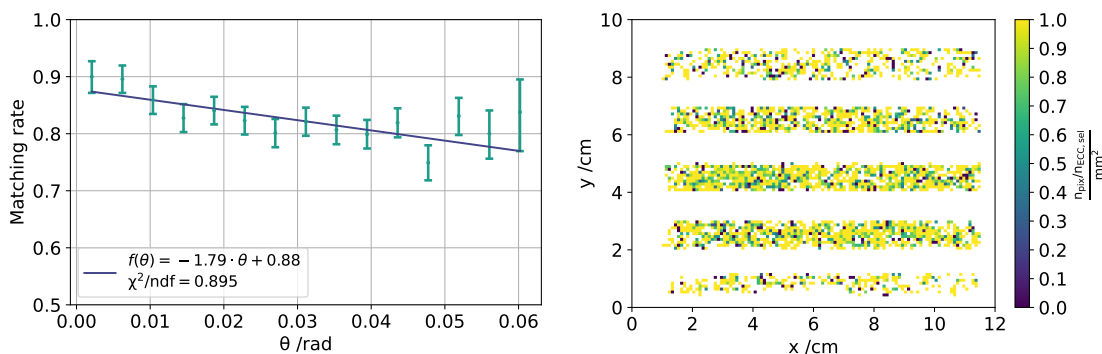 1.0
0.9
0.8
0.7
0.6
0.5
Matching rate
f(θ) = −1.79 · θ + 0.88
χ²/ndf = 0.895
0.00 0.01 0.02 0.03 0.04 0.05 0.06
θ /rad
10
8
6
4
2
0
y /cm
0 2 4 6 8 10 12
x /cm
1.0
0.9
0.8
0.7
0.6
0.5
0.4
0.3
0.2
0.1
0.0
n_pix/n_ECC,sel
mm²